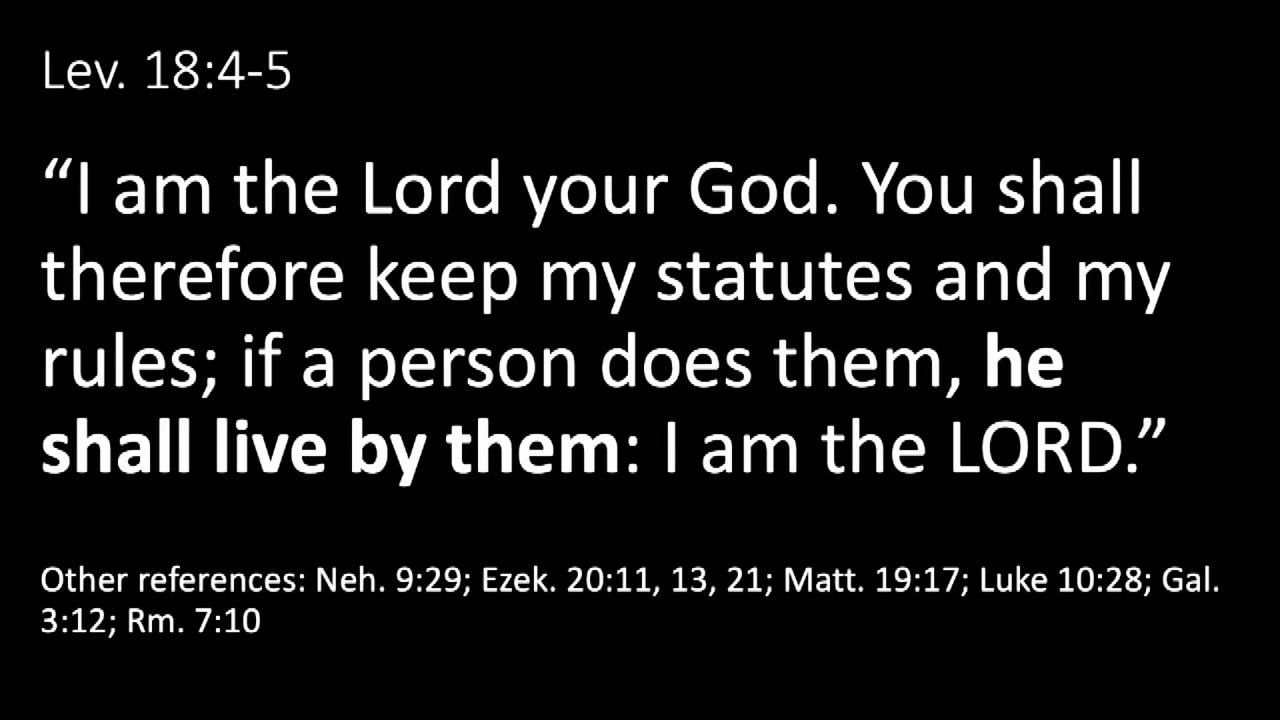 Lev. 18:4-5
“I am the Lord your God. You shall
therefore keep my statutes and my
rules; if a person does them, he
shall live by them: I am the LORD.”
Other references: Neh. 9:29; Ezek. 20:11, 13, 21; Matt. 19:17; Luke 10:28; Gal.
3:12; Rm. 7:10